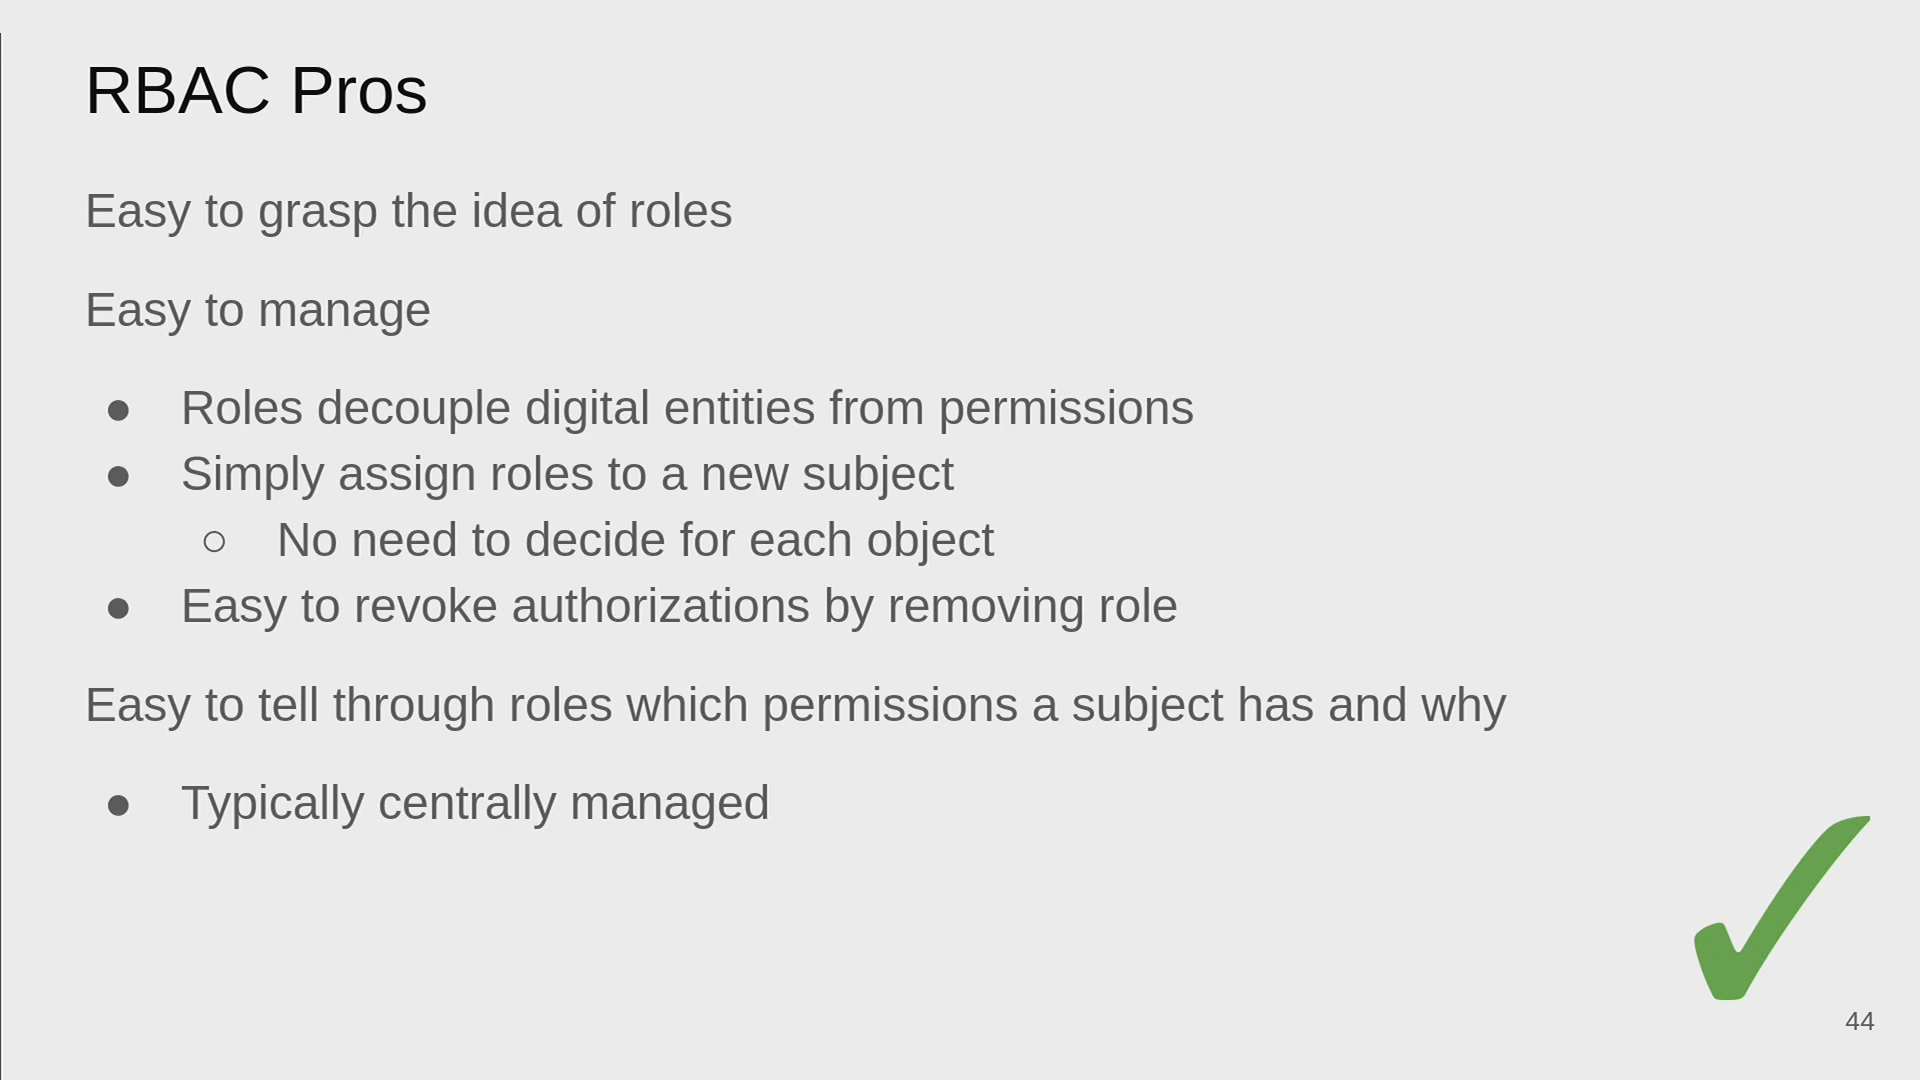 RBAC Pros
Easy to grasp the idea of roles
Easy to manage
● Roles decouple digital entities from permissions
● Simply assign roles to a new subject
○ No need to decide for each object
● Easy to revoke authorizations by removing role
Easy to tell through roles which permissions a subject has and why
● Typically centrally managed
44